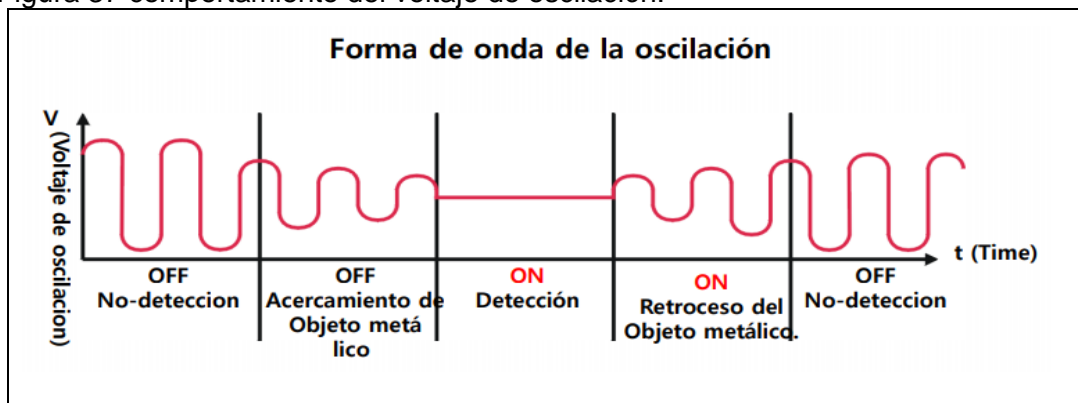 Figura 37 comportamiento del voltaje de oscilación.
Forma de onda de la oscilación
V
(Voltaje de oscilacion)
t (Time)
OFF
No-deteccion
OFF
Acercamiento de
Objeto metá
lico
ON
Detección
ON
Retroceso del
Objeto metálico.
OFF
No-deteccion